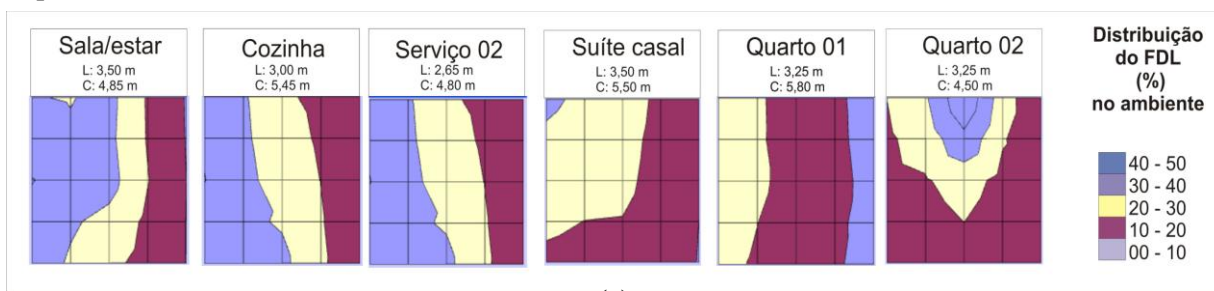 Sala/estar
L: 3,50 m
C: 4,85 m
Cozinha
L: 3,00 m
C: 5,45 m
Serviço 02
L: 2,65 m
C: 4,80 m
Suíte casal
L: 3,50 m
C: 5,50 m
Quarto 01
L: 3,25 m
C: 5,80 m
Quarto 02
L: 3,25 m
C: 4,50 m
Distribuição
do FDL
(%)
no ambiente
40 - 50
30 - 40
20 - 30
10 - 20
00 - 10